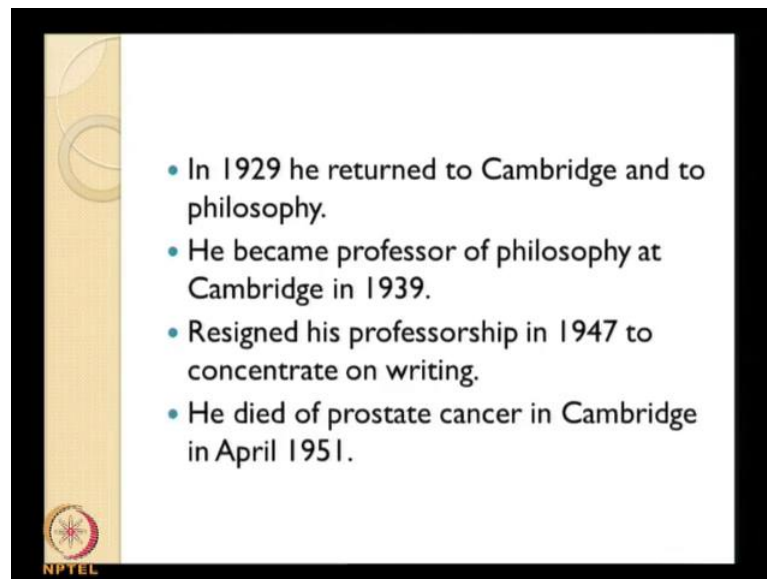 • In 1929 he returned to Cambridge and to
philosophy.
• He became professor of philosophy at
Cambridge in 1939.
• Resigned his professorship in 1947 to
concentrate on writing.
• He died of prostate cancer in Cambridge
in April 1951.
NPTEL